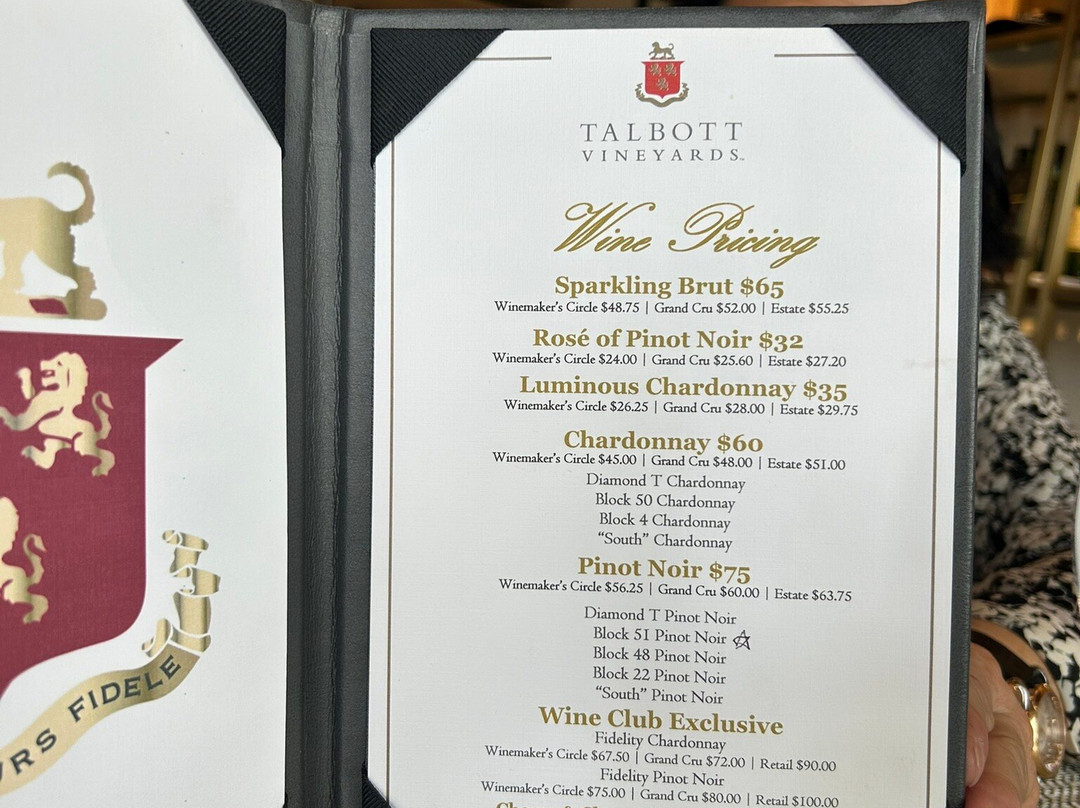 URS FIDELE
TALBOTT
VINEYARDS
Wine Pricing
Sparkling Brut $65
Winemaker's Circle $48.75 | Grand Cru $52.00 | Estate $55.25
Rosé of Pinot Noir $32
Winemaker's Circle $24.00 | Grand Cru $25.60 | Estate $27.20
Luminous Chardonnay $35
Winemaker's Circle $26.25 | Grand Cru $28.00 | Estate $29.75
Chardonnay $60
Winemaker's Circle $45.00 | Grand Cru $48.00 | Estate $51.00
Diamond T Chardonnay
Block 50 Chardonnay
Block 4 Chardonnay
“South” Chardonnay
Pinot Noir $75
Winemaker's Circle $56.25 | Grand Cru $60.00 | Estate $63.75
Diamond T Pinot Noir
Block 51 Pinot Noir
Block 48 Pinot Noir
Block 22 Pinot Noir
“South” Pinot Noir
Wine Club Exclusive
Fidelity Chardonnay
Winemaker's Circle $67.50 | Grand Cru $72.00 | Retail $90.00
Fidelity Pinot Noir
Winemaker's Circle $75.00 | Grand Cru $80.00 | Retail $100.00